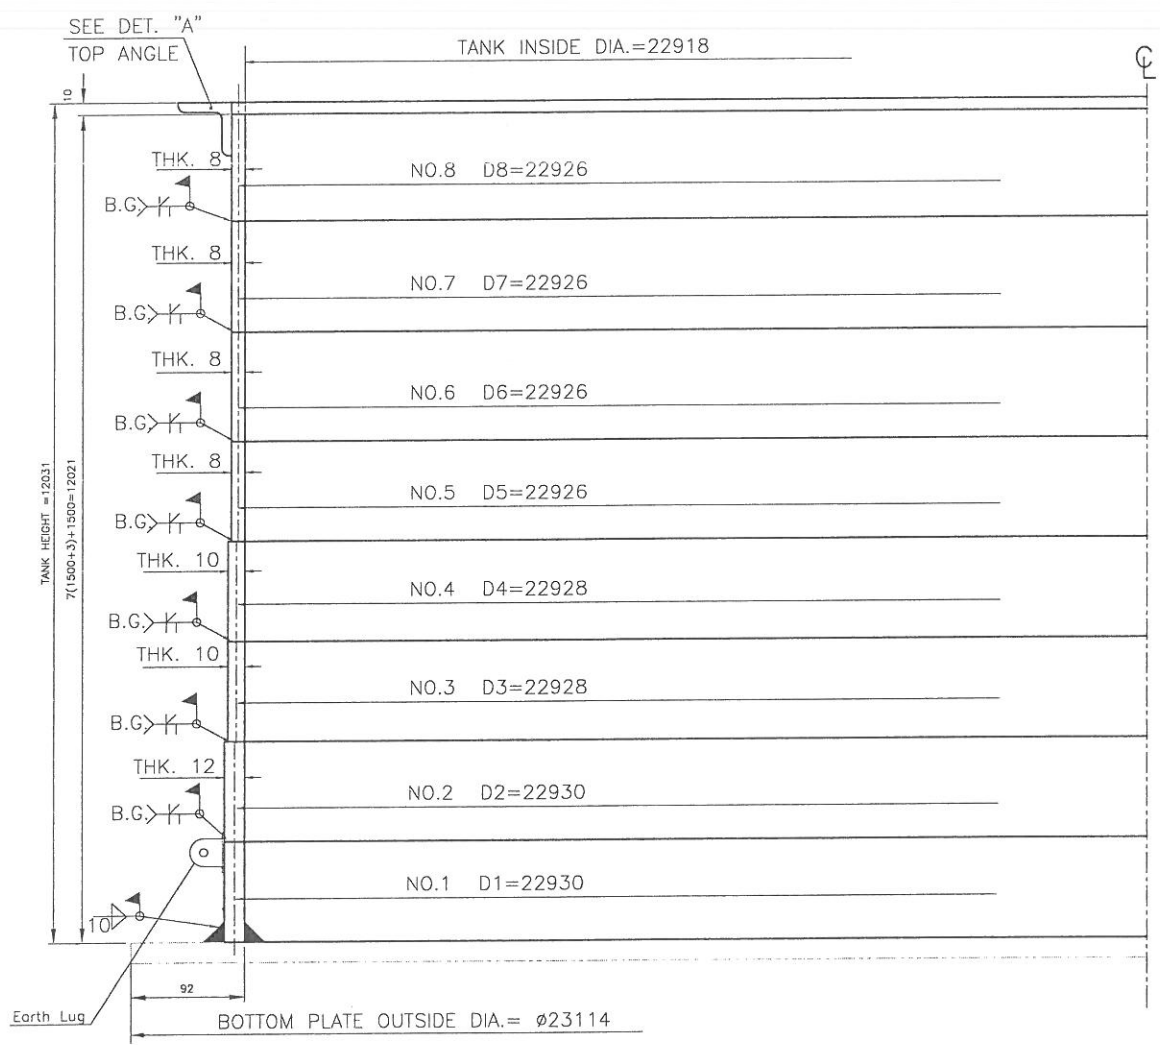 SEE DET. "A"
TOP ANGLE
TANK INSIDE DIA.=22918
℄
10
THK. 8
NO.8 D8=22926
B.G.
THK. 8
NO.7 D7=22926
B.G.
THK. 8
NO.6 D6=22926
B.G.
THK. 8
NO.5 D5=22926
B.G.
THK. 10
NO.4 D4=22928
B.G.
THK. 10
NO.3 D3=22928
B.G.
THK. 12
NO.2 D2=22930
B.G.
NO.1 D1=22930
10
TANK HEIGHT =12031
7(1500+3)+1500=12021
92
Earth Lug
BOTTOM PLATE OUTSIDE DIA.= ⌀23114